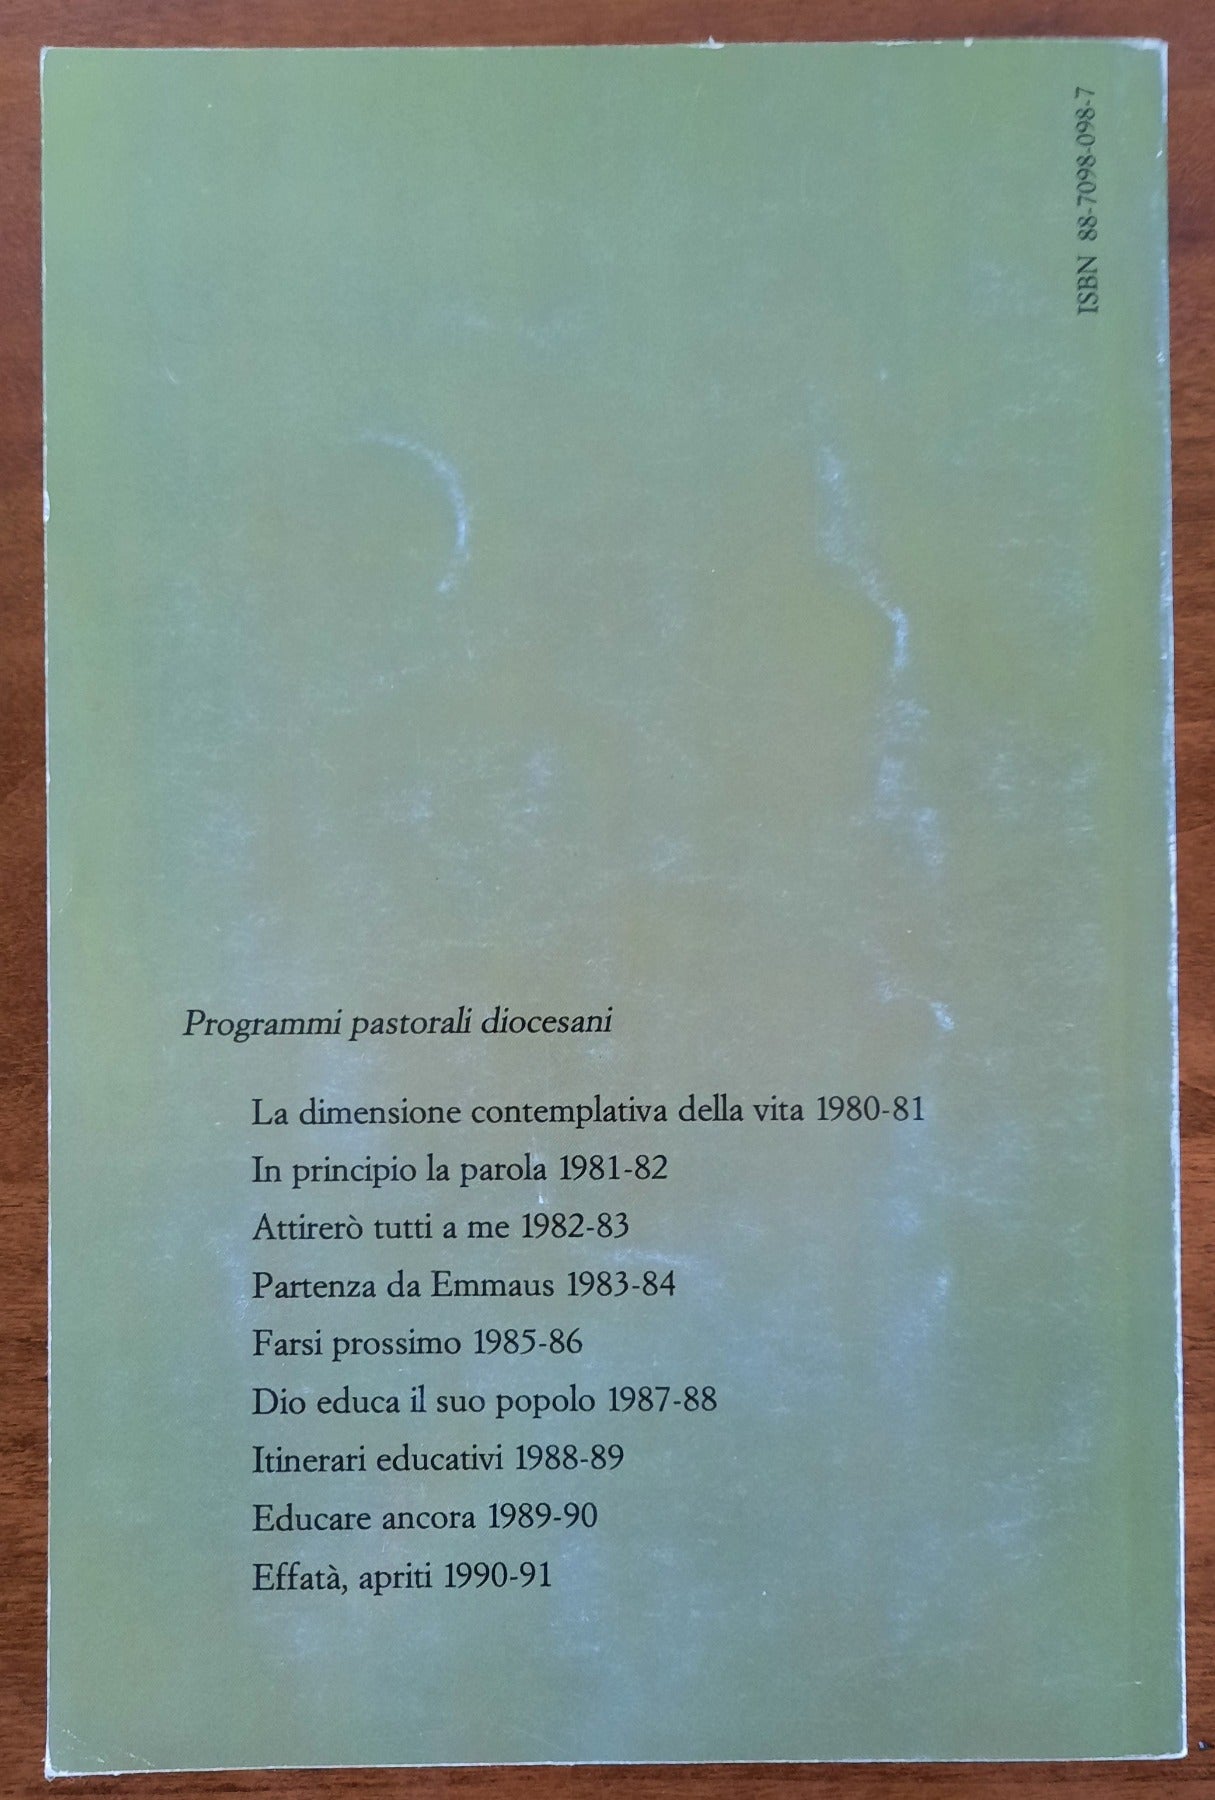 ISBN 88-7098-098-7
Programmi pastorali diocesani
La dimensione contemplativa della vita 1980-81
In principio la parola 1981-82
Attirerò tutti a me 1982-83
Partenza da Emmaus 1983-84
Farsi prossimo 1985-86
Dio educa il suo popolo 1987-88
Itinerari educativi 1988-89
Educare ancora 1989-90
Effatà, apriti 1990-91